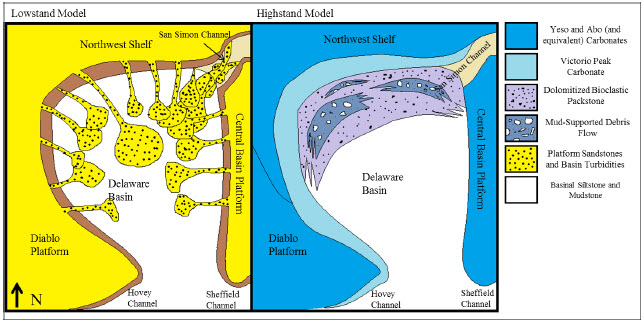 Lowstand Model
San Simon Channel
Northwest Shelf
Central Basin Platform
Delaware
Basin
Diablo
Platform
N
Hovey
Channel
Sheffield
Channel
Highstand Model
Northwest Shelf
San Simon Channel
Central Basin Platform
Delaware
Basin
Diablo
Platform
Hovey
Channel
Sheffield
Channel
Yeso and Abo (and
equivalent) Carbonates
Victorio Peak
Carbonate
Dolomitized Bioclastic
Packstone
Mud-Supported Debris
Flow
Platform Sandstones
and Basin Turbidities
Basinal Siltstone and
Mudstone